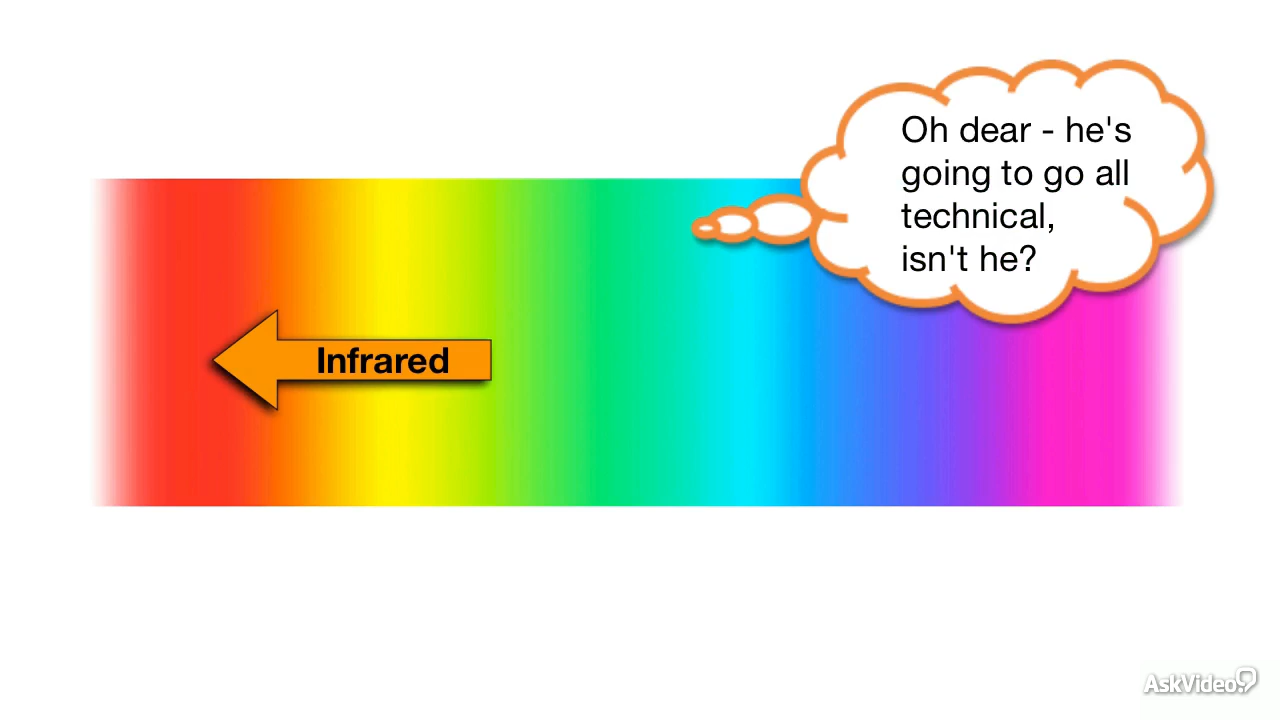 Oh dear - he's
going to go all
technical,
isn't he?
Infrared
AskVideo